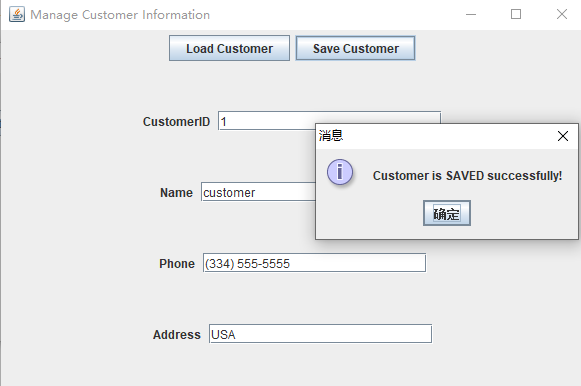 Manage Customer Information
Load Customer
Save Customer
CustomerID
1
消息
Customer is SAVED successfully!
确定
Name
customer
Phone
(334) 555-5555
Address
USA